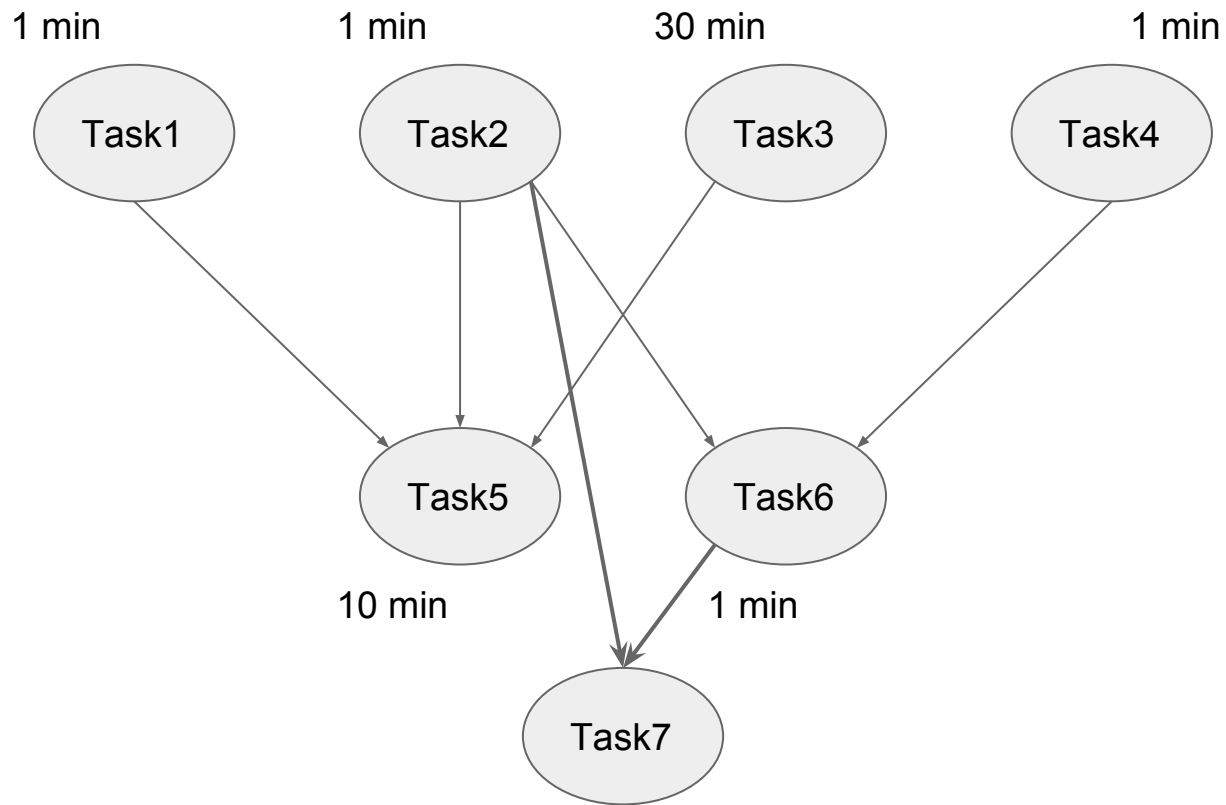 1 min
1 min
30 min
1 min
Task1
Task2
Task3
Task4
Task5
Task6
10 min
1 min
Task7